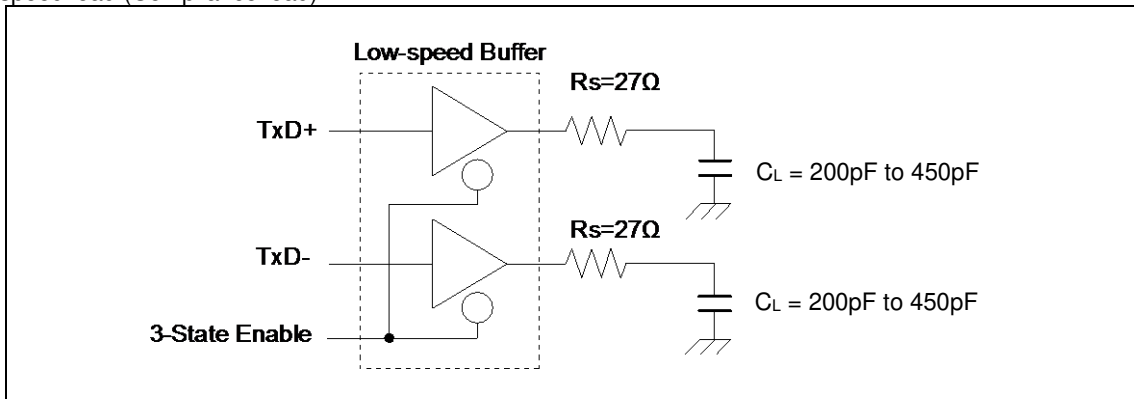 Low-speed Buffer
Rs=27Ω
TxD+
CL = 200pF to 450pF
Rs=27Ω
TxD-
CL = 200pF to 450pF
3-State Enable